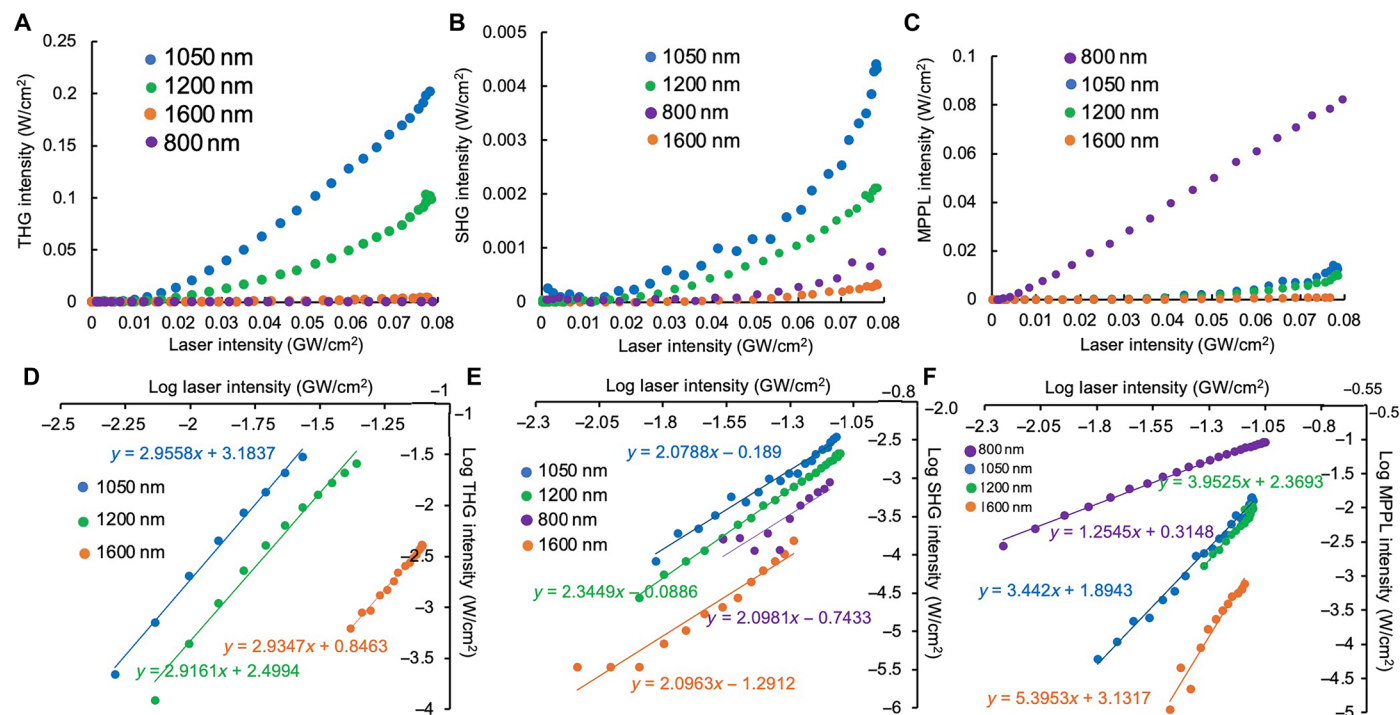 A
THG intensity (W/cm²)
0.25
0.2
0.15
0.1
0.05
0
1050 nm
1200 nm
1600 nm
800 nm
0 0.01 0.02 0.03 0.04 0.05 0.06 0.07 0.08
Laser intensity (GW/cm²)
B
SHG intensity (W/cm²)
0.005
0.004
0.003
0.002
0.001
0
1050 nm
1200 nm
800 nm
1600 nm
0 0.01 0.02 0.03 0.04 0.05 0.06 0.07 0.08
Laser intensity (GW/cm²)
C
MPPL intensity (W/cm²)
0.1
0.08
0.06
0.04
0.02
0
800 nm
1050 nm
1200 nm
1600 nm
0 0.01 0.02 0.03 0.04 0.05 0.06 0.07 0.08
Laser intensity (GW/cm²)
D
Log laser intensity (GW/cm²)
−1
−2.5 −2.25 −2 −1.75 −1.5 −1.25
−1
−1.5
−2
−2.5
−3
−3.5
−4
Log THG intensity (W/cm²)
y = 2.9558x + 3.1837
1050 nm
1200 nm
1600 nm
y = 2.9347x + 0.8463
y = 2.9161x + 2.4994
E
Log laser intensity (GW/cm²)
−0.8
−2.3 −2.05 −1.8 −1.55 −1.3 −1.05
−2.0
−2.5
−3
−3.5
−4
−4.5
−5
−5.5
−6
Log SHG intensity (W/cm²)
y = 2.0788x − 0.189
1050 nm
1200 nm
800 nm
1600 nm
y = 2.3449x − 0.0886
y = 2.0981x − 0.7433
y = 2.0963x − 1.2912
F
Log laser intensity (GW/cm²)
−0.55
−2.3 −2.05 −1.8 −1.55 −1.3 −1.05 −0.8
−0.5
−1
−1.5
−2
−2.5
−3
−3.5
−4
−4.5
−5
Log MPPL intensity (W/cm²)
800 nm
1050 nm
1200 nm
1600 nm
y = 3.9525x + 2.3693
y = 1.2545x + 0.3148
y = 3.442x + 1.8943
y = 5.3953x + 3.1317